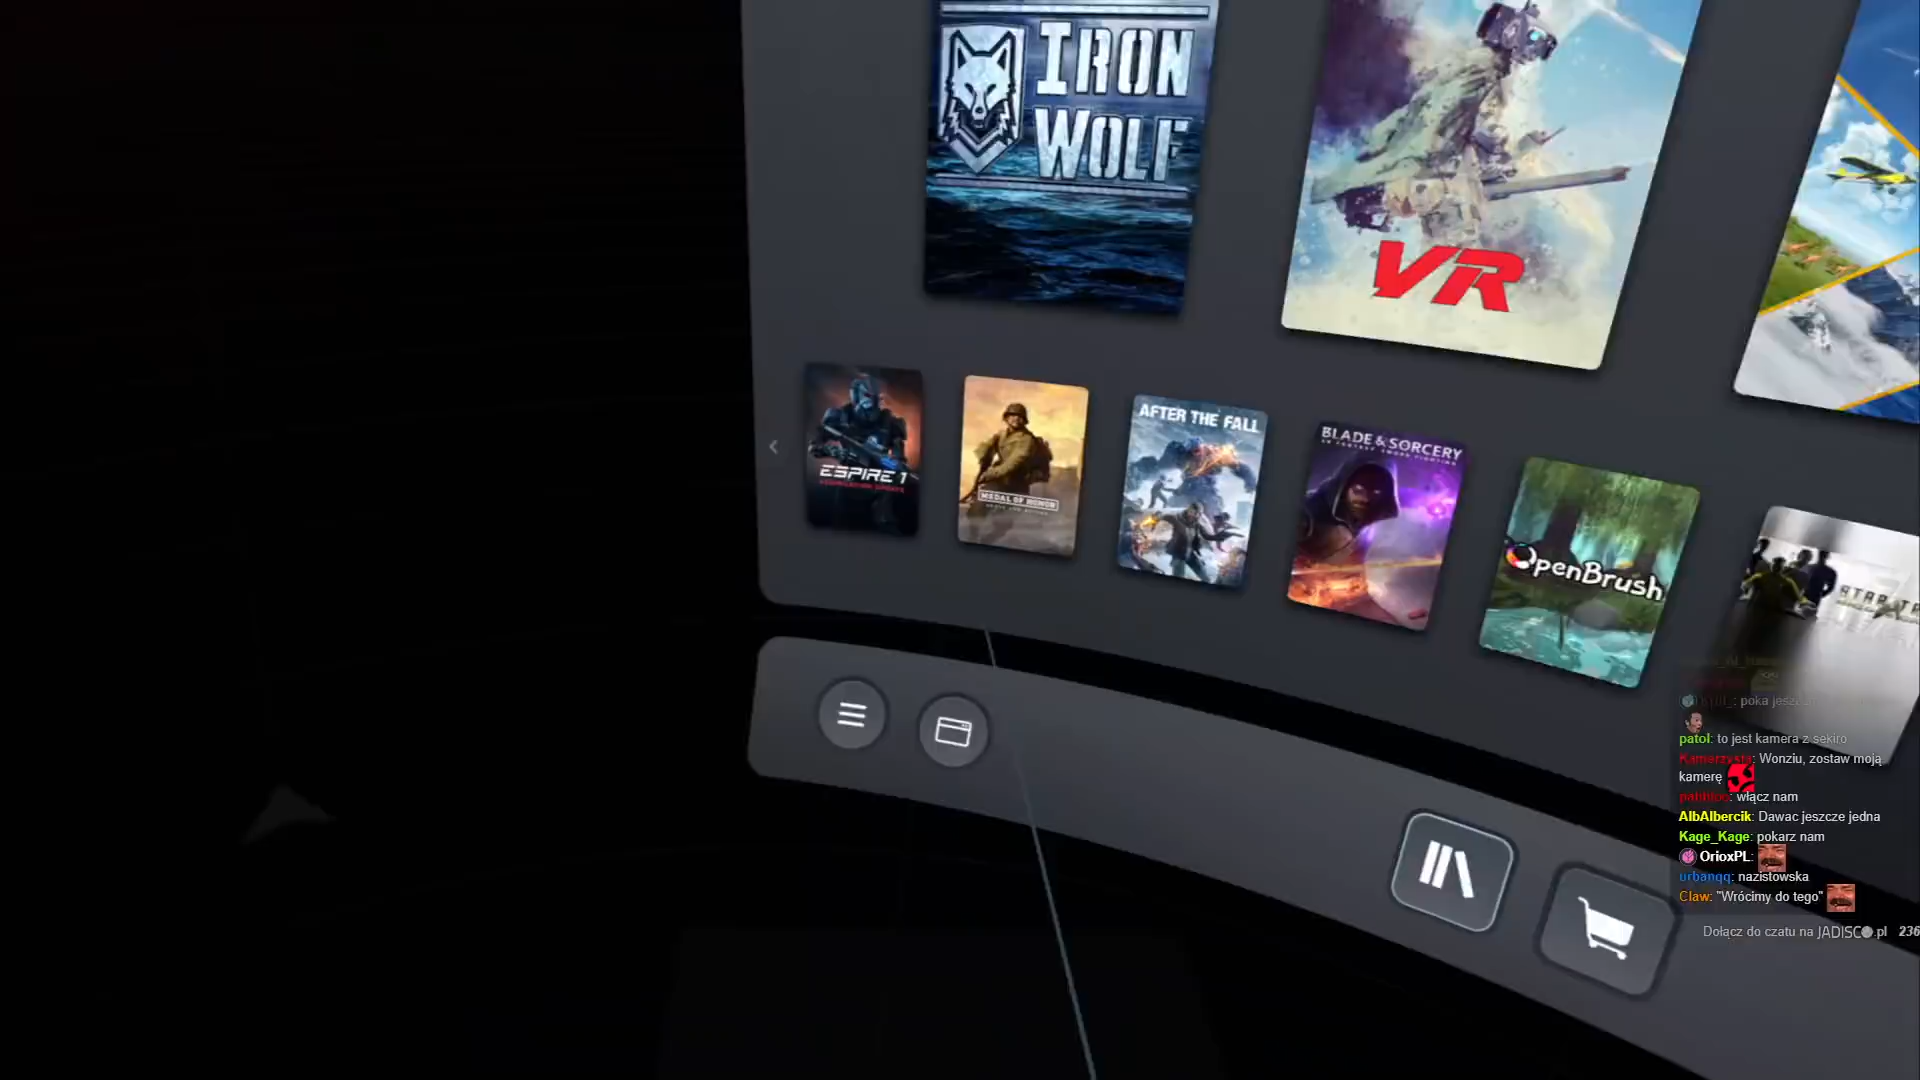 IRON
WOLF
VR
ESPIRE 1
MEDAL OF HONOR
AFTER THE FALL
BLADE & SORCERY
OpenBrush
patol: to jest kamera z sekiro
Kamerzysta: Wonziu, zostaw moją
kamerę
włącz nam
AlbAlbercik: Dawac jeszcze jedna
Kage_Kage: pokarz nam
OrioxPL:
urbanqq: nazistowska
Claw: "Wrócimy do tego"
Dołącz do czatu na JADISCO.pl 236